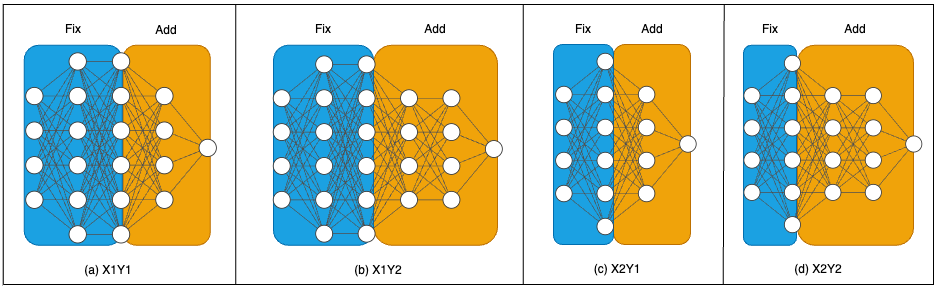 Fix Add
(a) X1Y1
Fix Add
(b) X1Y2
Fix Add
(c) X2Y1
Fix Add
(d) X2Y2